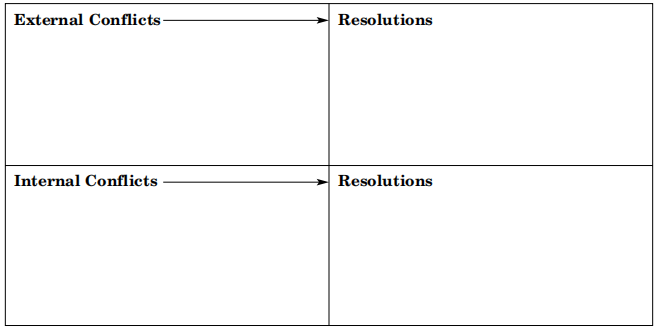 External Conflicts
Resolutions
Internal Conflicts
Resolutions